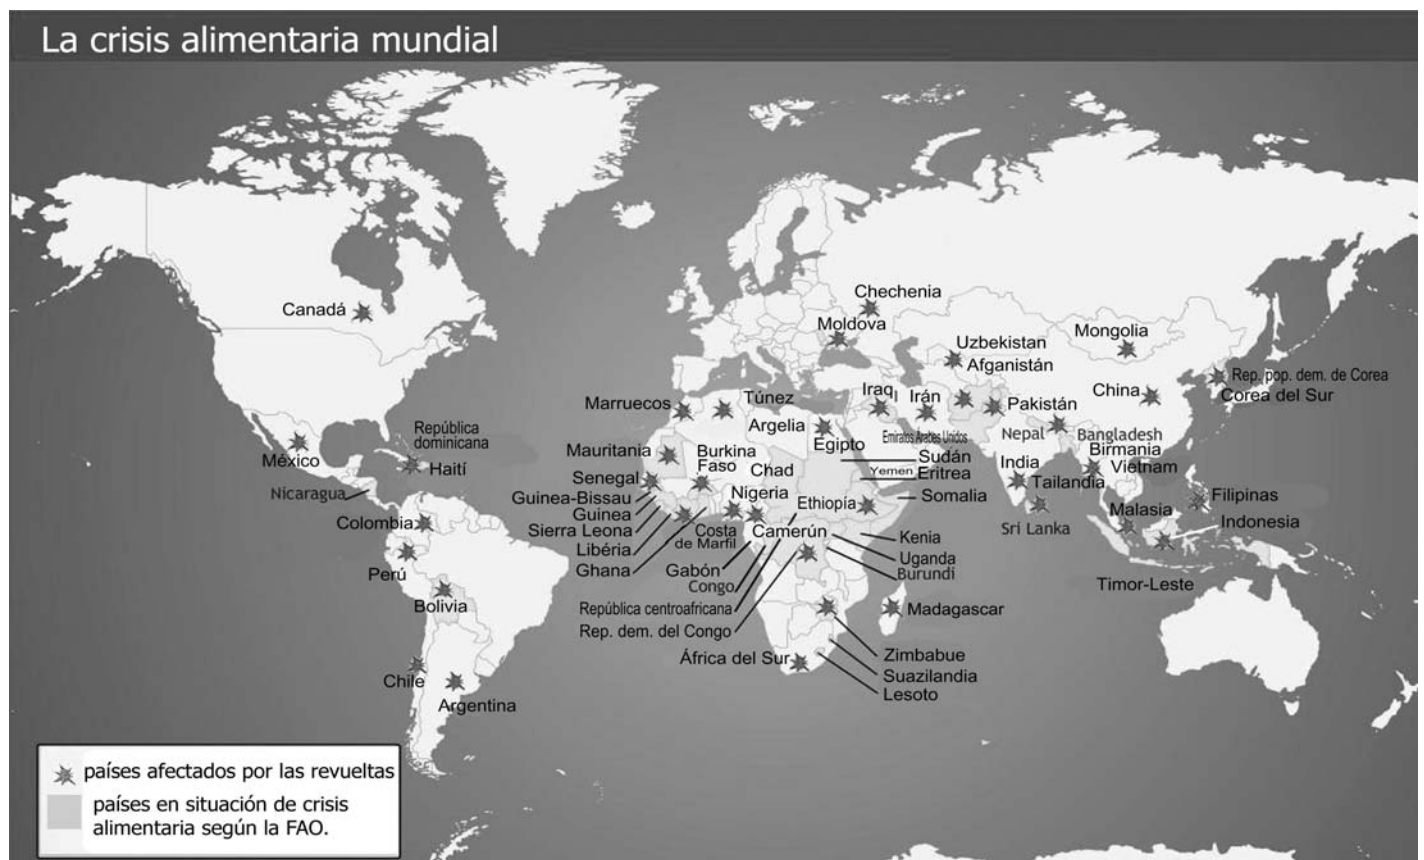 La crisis alimentaria mundial
Canadá
Chechenia
Moldova
Mongolia
Uzbekistan
Afganistán
Rep. pop. dem. de Corea
Corea del Sur
China
Iraq
Irán
Pakistán
Túnez
Marruecos
Argelia
Egipto
Emiratos Arabes Unidos
Nepal
Bangladesh
Birmania
Vietnam
República
dominicana
México
Haití
Nicaragua
Mauritania
Burkina
Faso
Chad
Sudán
Yemen
Eritrea
India
Tailandia
Senegal
Guinea-Bissau
Nigeria
Ethiopía
Somalia
Filipinas
Guinea
Sierra Leona
Costa
de Marfil
Camerún
Kenia
Sri Lanka
Malasia
Indonesia
Colombia
Libéria
Ghana
Gabón
Congo
Uganda
Burundí
Timor-Leste
Perú
Bolivia
República centroafricana
Rep. dem. del Congo
Madagascar
África del Sur
Zimbabue
Suazilandia
Lesoto
Chile
Argentina
países afectados por las revueltas
países en situación de crisis
alimentaria según la FAO.